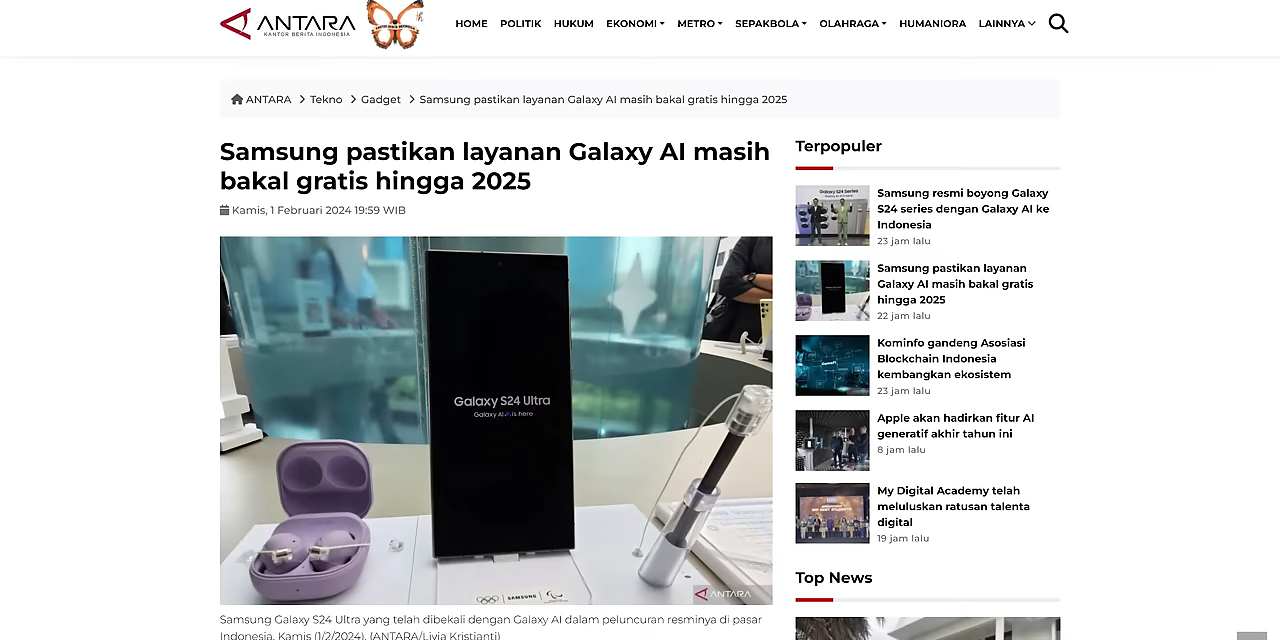 ANTARA
KANTOR BERITA INDONESIA
HOME POLITIK HUKUM EKONOMI METRO SEPAKBOLA OLAHRAGA HUMANIORA LAINNYA
ANTARA Tekno Gadget Samsung pastikan layanan Galaxy AI masih bakal gratis hingga 2025
Samsung pastikan layanan Galaxy AI masih
bakal gratis hingga 2025
Kamis, 1 Februari 2024 19:59 WIB
Galaxy S24 Ultra
Galaxy AI is here
SAMSUNG
ANTARA
Samsung Galaxy S24 Ultra yang telah dibekali dengan Galaxy AI dalam peluncuran resminya di pasar
Indonesia, Kamis (1/2/2024). (ANTARA/Livia Kristianti)
Terpopuler
Samsung resmi boyong Galaxy
S24 series dengan Galaxy AI ke
Indonesia
23 jam lalu
Samsung pastikan layanan
Galaxy AI masih bakal gratis
hingga 2025
22 jam lalu
Kominfo gandeng Asosiasi
Blockchain Indonesia
kembangkan ekosistem
23 jam lalu
Apple akan hadirkan fitur AI
generatif akhir tahun ini
8 jam lalu
My Digital Academy telah
meluluskan ratusan talenta
digital
19 jam lalu
Top News